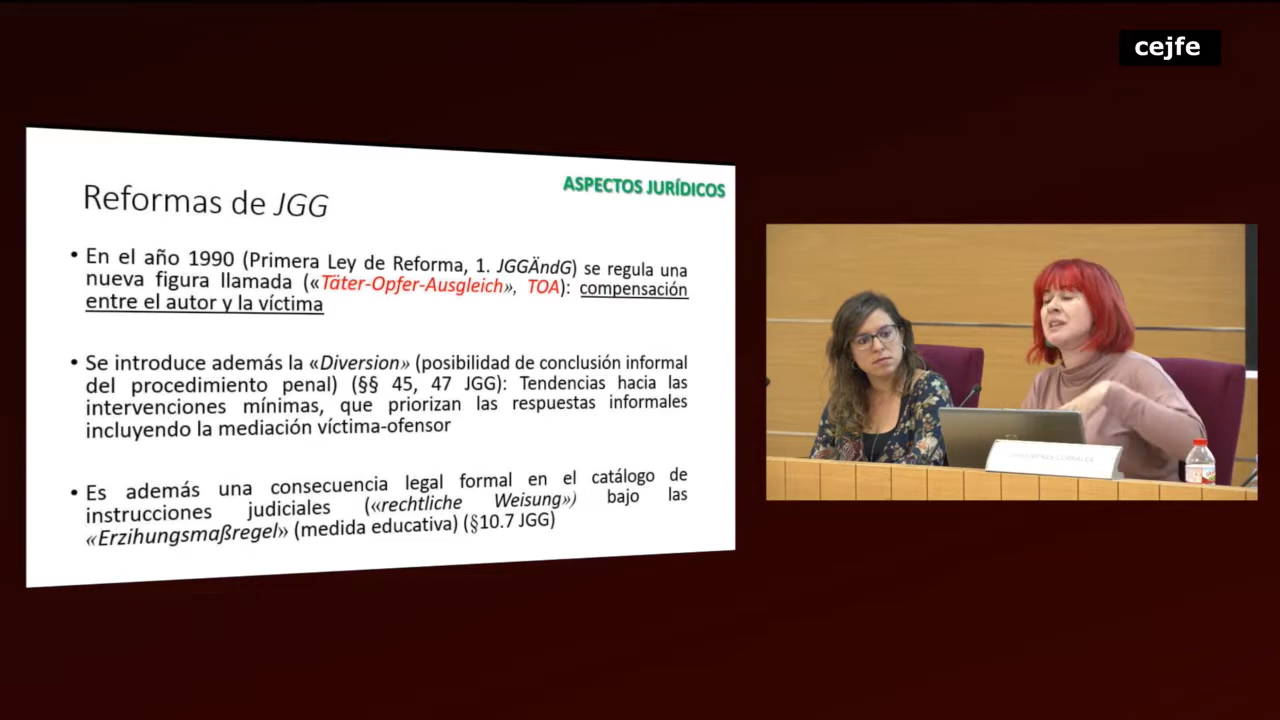 cejfe
ASPECTOS JURÍDICOS
Reformas de JGG
• En el año 1990 (Primera Ley de Reforma, 1. JGGÄndG) se regula una
nueva figura llamada («Täter-Opfer-Ausgleich», TOA): compensación
entre el autor y la víctima
• Se introduce además la «Diversion» (posibilidad de conclusión informal
del procedimiento penal) (§§ 45, 47 JGG): Tendencias hacia las
intervenciones mínimas, que priorizan las respuestas informales
incluyendo la mediación víctima-ofensor
• Es además una consecuencia legal formal en el catálogo de
instrucciones judiciales («rechtliche Weisung») bajo las
«Erzihungsmaßregel» (medida educativa) (§10.7 JGG)